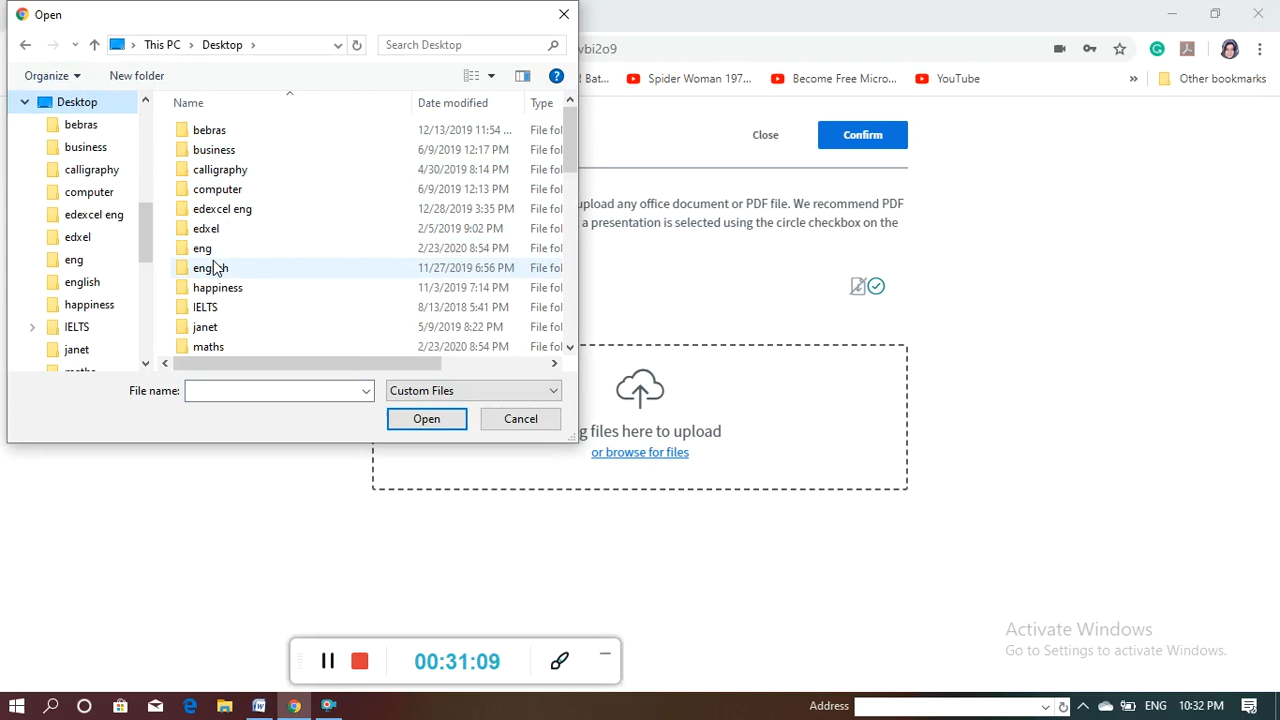 Open
vbi2o9
This PC
Desktop
Search Desktop
Organize
New folder
! Bat...
Spider Woman 197...
Become Free Micro...
YouTube
»
Other bookmarks
Desktop
bebras
business
calligraphy
computer
edexcel eng
edxel
eng
english
happiness
IELTS
janet
Name
Date modified
Type
bebras
12/13/2019 11:54 ...
File fol
business
6/9/2019 12:17 PM
File fol
calligraphy
4/30/2019 8:14 PM
File fol
computer
6/9/2019 12:13 PM
File fol
edexcel eng
12/28/2019 3:35 PM
File fol
edxel
2/5/2019 9:02 PM
File fol
eng
2/23/2020 8:54 PM
File fol
english
11/27/2019 6:56 PM
File fol
happiness
11/3/2019 7:14 PM
File fol
IELTS
8/13/2018 5:41 PM
File fol
janet
5/9/2019 8:22 PM
File fol
maths
2/23/2020 8:54 PM
File fol
File name:
Custom Files
Open
Cancel
Close
Confirm
upload any office document or PDF file. We recommend PDF
a presentation is selected using the circle checkbox on the
g files here to upload
or browse for files
Activate Windows
Go to Settings to activate Windows.
00:31:09
Address
ENG
10:32 PM